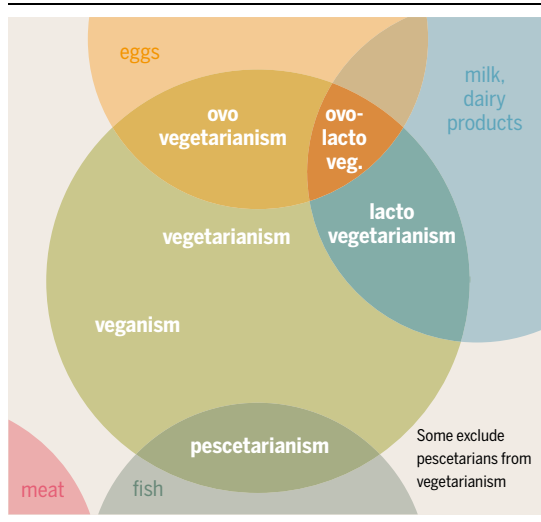 eggs
milk,
dairy
products
ovo
vegetarianism
ovo-
lacto
veg.
lacto
vegetarianism
vegetarianism
veganism
pescetarianism
Some exclude
pescetarians from
vegetarianism
meat
fish